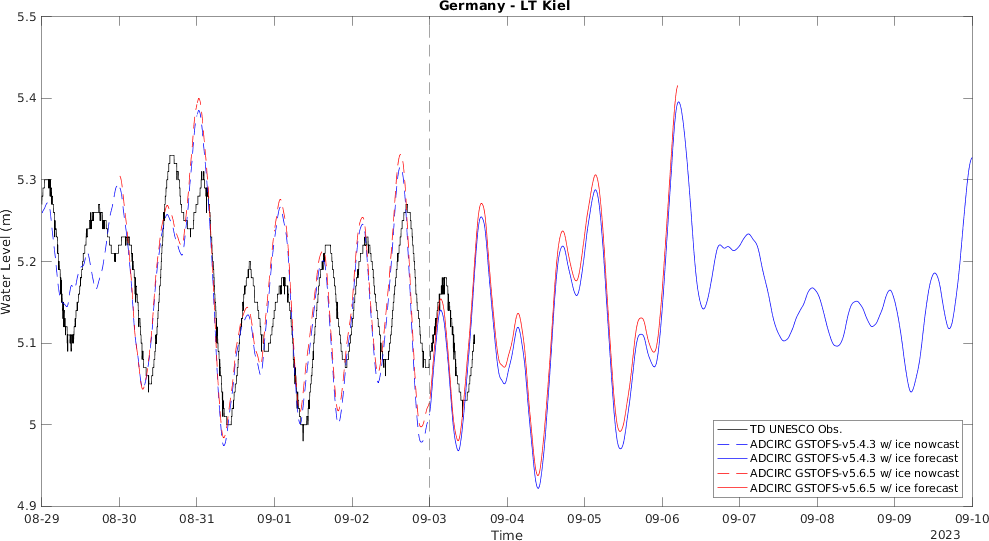 Germany - LT Kiel
Water Level (m)
5.5
5.4
5.3
5.2
5.1
5
4.9
TD UNESCO Obs.
ADCIRC GSTOFS-v5.4.3 w/ ice nowcast
ADCIRC GSTOFS-v5.4.3 w/ ice forecast
ADCIRC GSTOFS-v5.6.5 w/ ice nowcast
ADCIRC GSTOFS-v5.6.5 w/ ice forecast
08-29 08-30 08-31 09-01 09-02 09-03 09-04 09-05 09-06 09-07 09-08 09-09 09-10
Time
2023